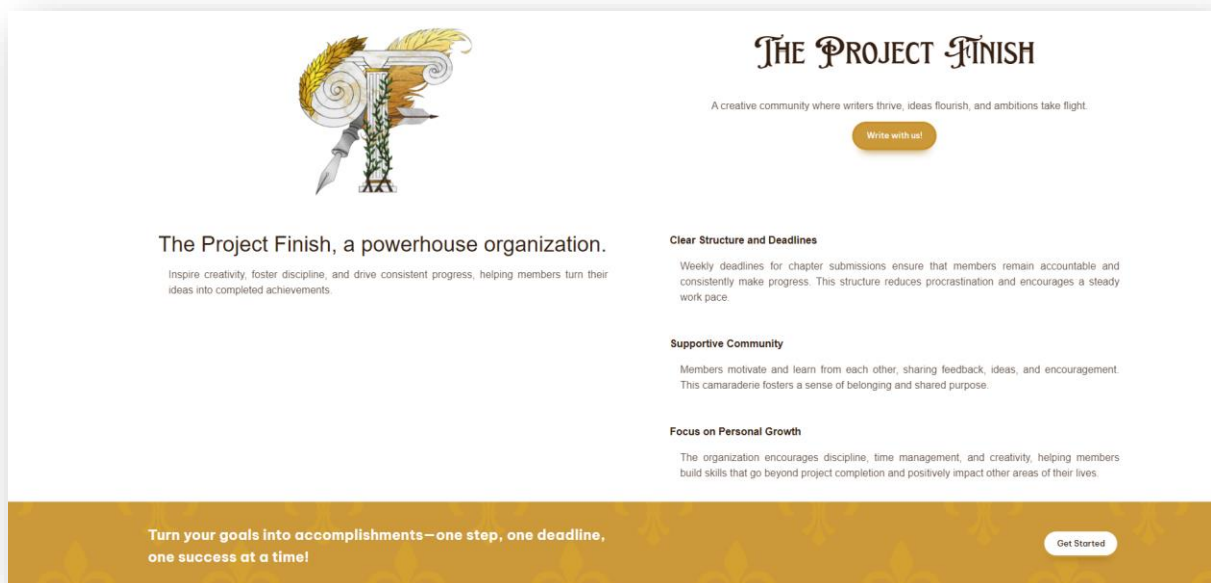 The Project Finish
A creative community where writers thrive, ideas flourish, and ambitions take flight.
Write with us!
The Project Finish, a powerhouse organization.
Inspire creativity, foster discipline, and drive consistent progress, helping members turn their
ideas into completed achievements.
Clear Structure and Deadlines
Weekly deadlines for chapter submissions ensure that members remain accountable and
consistently make progress. This structure reduces procrastination and encourages a steady
work pace.
Supportive Community
Members motivate and learn from each other, sharing feedback, ideas, and encouragement.
This camaraderie fosters a sense of belonging and shared purpose.
Focus on Personal Growth
The organization encourages discipline, time management, and creativity, helping members
build skills that go beyond project completion and positively impact other areas of their lives.
Turn your goals into accomplishments—one step, one deadline,
one success at a time!
Get Started